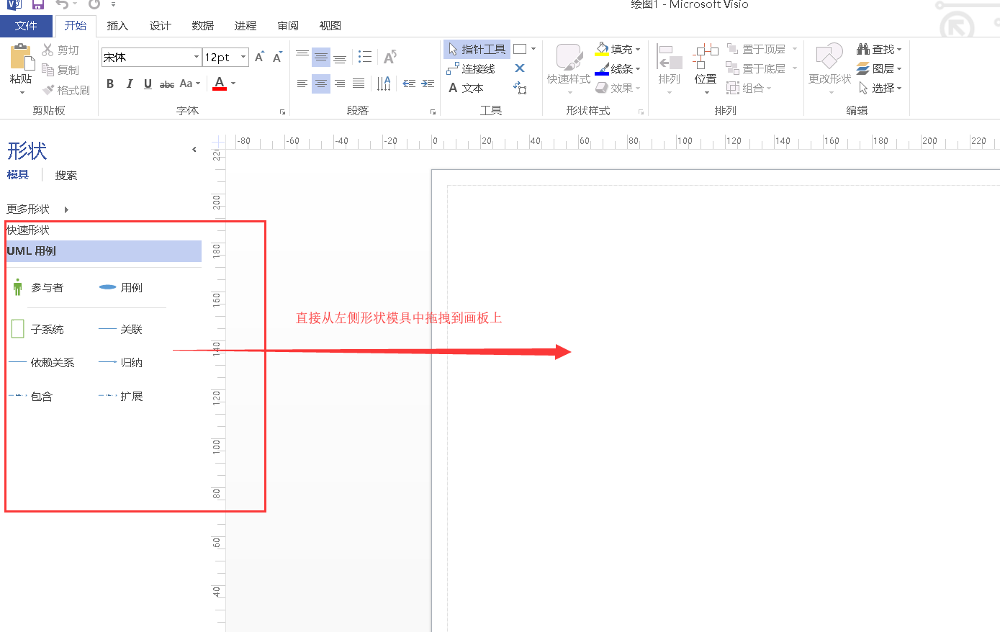 绘图1 - Microsoft Visio
文件 开始 插入 设计 数据 进程 审阅 视图
粘贴
剪切
复制
格式刷
剪贴板
宋体 12pt
B I U abc Aa A
字体
段落
指针工具
连接线
A 文本
工具
快速样式
填充
线条
效果
形状样式
排列
位置
置于顶层
置于底层
组合
排列
更改形状
查找
图层
选择
编辑
形状
模具 搜索
更多形状
快速形状
UML 用例
参与者 用例
子系统 关联
依赖关系 归纳
包含 扩展
-80 -60 -40 -20 0 20 40 60 80 100 120 140 160 180 200 220
200
180
160
140
120
100
80
60
40
直接从左侧形状模具中拖拽到画板上